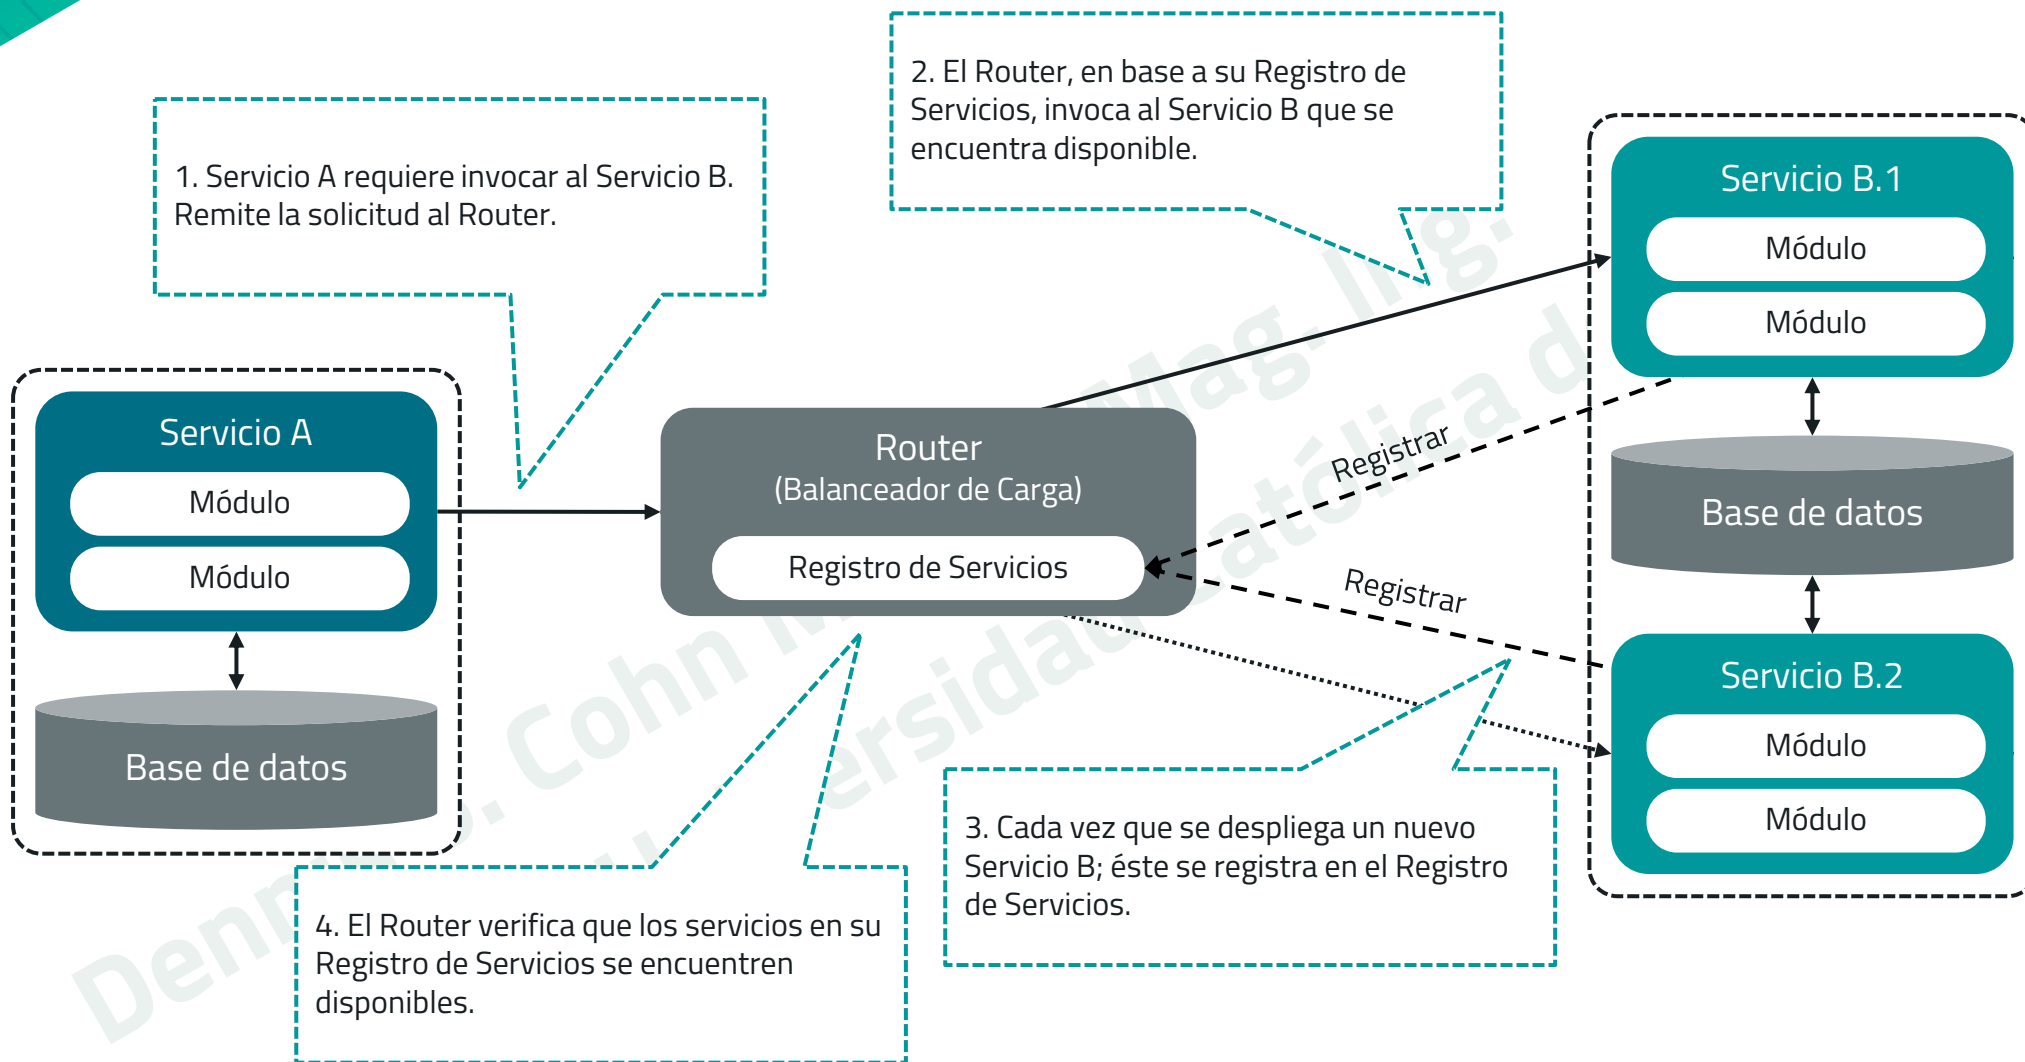 1. Servicio A requiere invocar al Servicio B.
Remite la solicitud al Router.
2. El Router, en base a su Registro de
Servicios, invoca al Servicio B que se
encuentra disponible.
Servicio A
Módulo
Módulo
Base de datos
Router
(Balanceador de Carga)
Registro de Servicios
Registrar
Registrar
Servicio B.1
Módulo
Módulo
Base de datos
Servicio B.2
Módulo
Módulo
3. Cada vez que se despliega un nuevo
Servicio B; éste se registra en el Registro
de Servicios.
4. El Router verifica que los servicios en su
Registro de Servicios se encuentren
disponibles.
Cohn Mag. Ing.
Católica